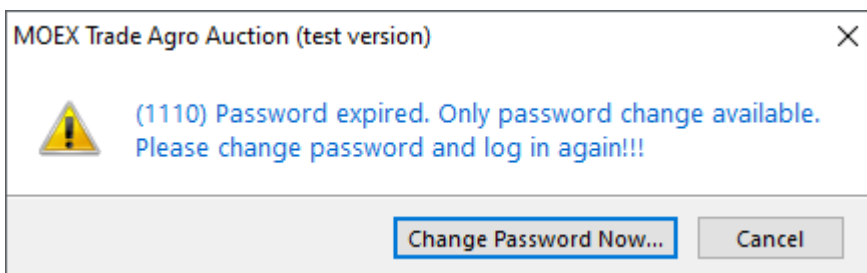 MOEX Trade Agro Auction (test version)
(1110) Password expired. Only password change available.
Please change password and log in again!!!
Change Password Now...
Cancel